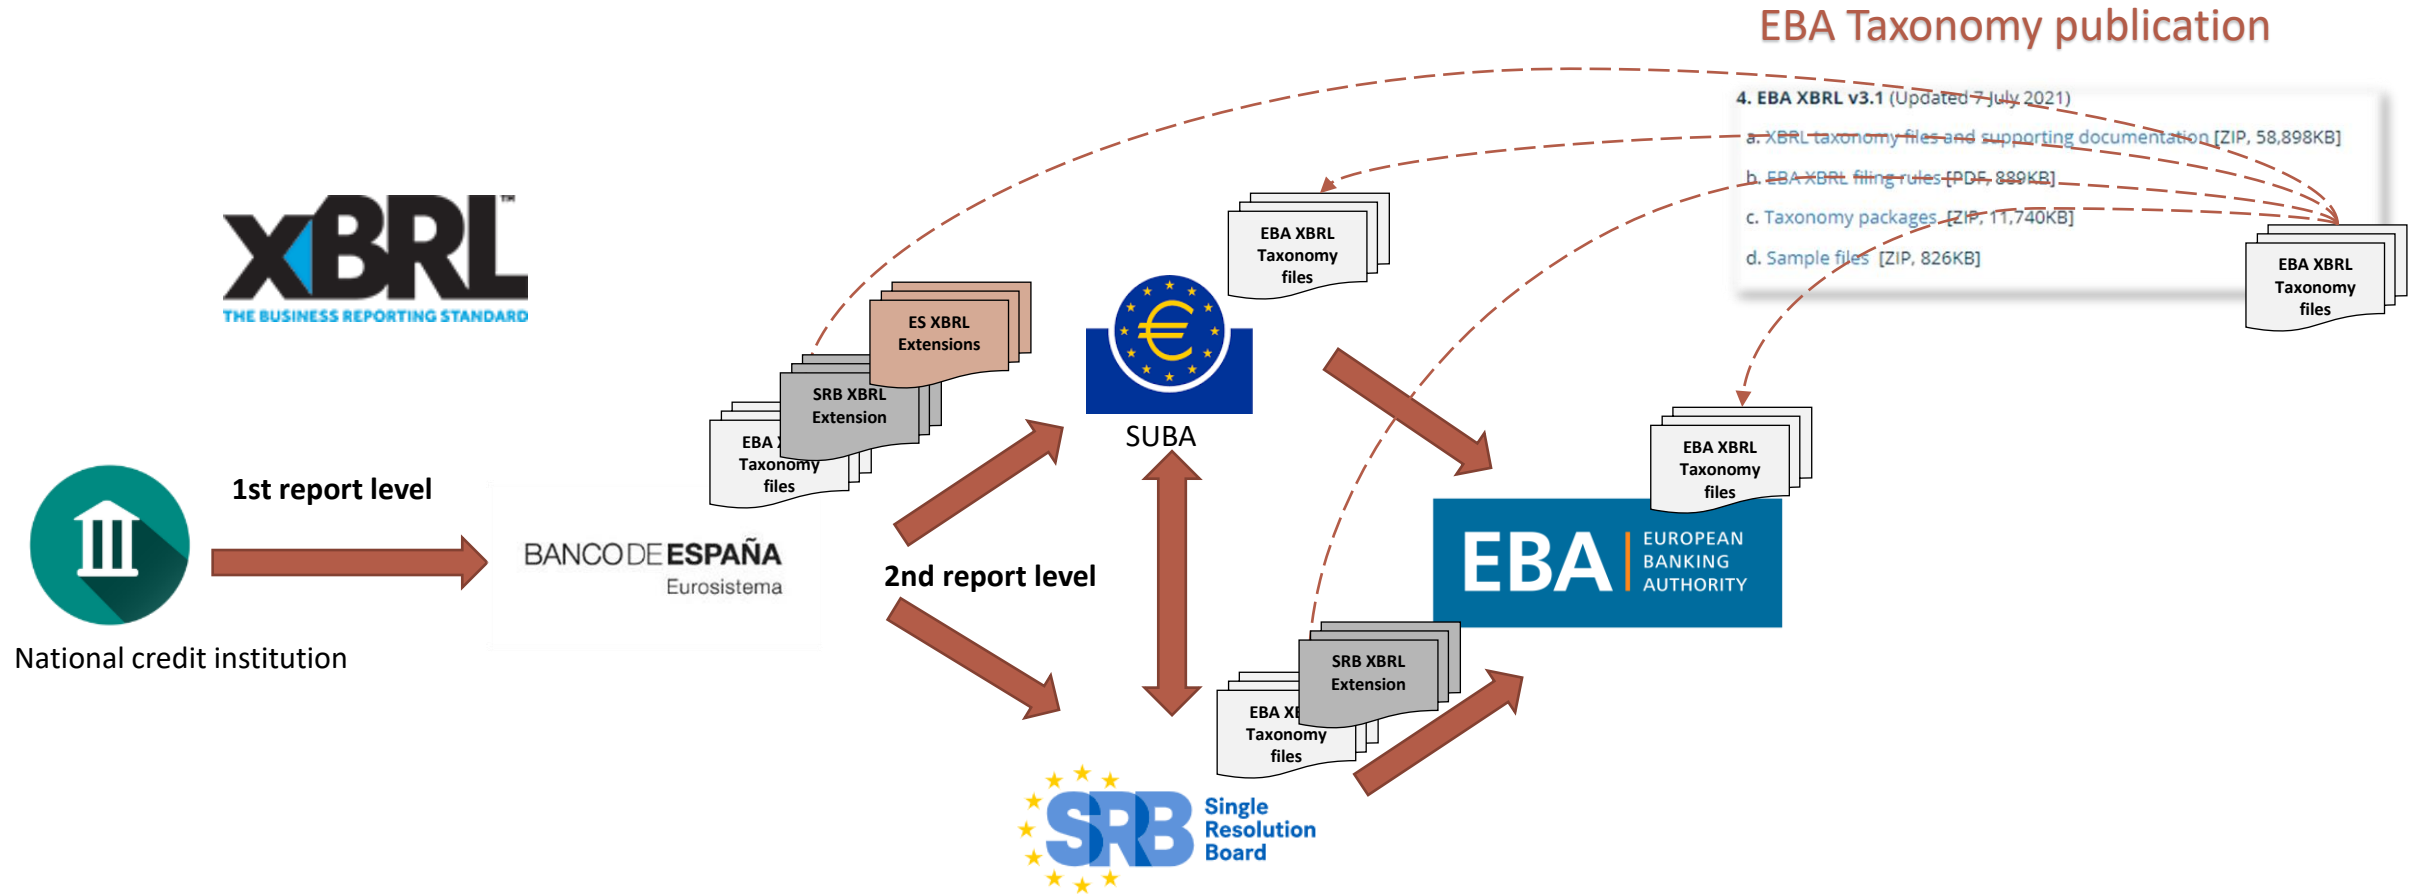 EBA Taxonomy publication
4. EBA XBRL v3.1 (Updated 7 July 2021)
a. XBRL taxonomy files and supporting documentation [ZIP, 58,898KB]
b. EBA XBRL filing rules [PDF, 889KB]
c. Taxonomy packages [ZIP, 11,740KB]
d. Sample files [ZIP, 826KB]
EBA XBRL
Taxonomy
files
XBRL™
THE BUSINESS REPORTING STANDARD
EBA XBRL
Taxonomy
files
ES XBRL
Extensions
SRB XBRL
Extension
EBA X
Taxonomy
files
SUBA
EBA XBRL
Taxonomy
files
1st report level
National credit institution
BANCO DE ESPAÑA
Eurosistema
2nd report level
EBA
EUROPEAN
BANKING
AUTHORITY
SRB XBRL
Extension
EBA XB
Taxonomy
files
SRB
Single
Resolution
Board